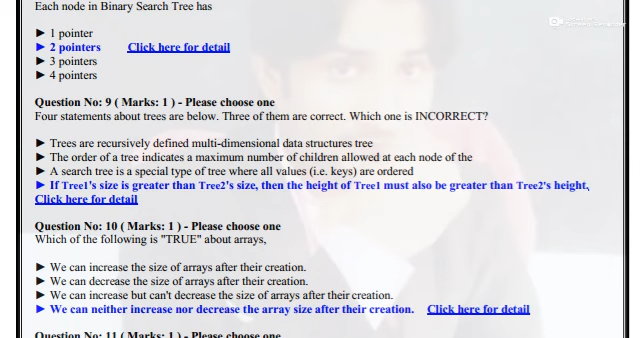 Each node in Binary Search Tree has
► 1 pointer
► 2 pointers Click here for detail
► 3 pointers
► 4 pointers
Question No: 9 ( Marks: 1 ) - Please choose one
Four statements about trees are below. Three of them are correct. Which one is INCORRECT?
► Trees are recursively defined multi-dimensional data structures tree
► The order of a tree indicates a maximum number of children allowed at each node of the
► A search tree is a special type of tree where all values (i.e. keys) are ordered
► If Tree1's size is greater than Tree2's size, then the height of Tree1 must also be greater than Tree2's height,
Click here for detail
Question No: 10 ( Marks: 1 ) - Please choose one
Which of the following is "TRUE" about arrays,
► We can increase the size of arrays after their creation.
► We can decrease the size of arrays after their creation.
► We can increase but can't decrease the size of arrays after their creation.
► We can neither increase nor decrease the array size after their creation. Click here for detail
Question No: 11 ( Marks: 1 ) - Please choose one